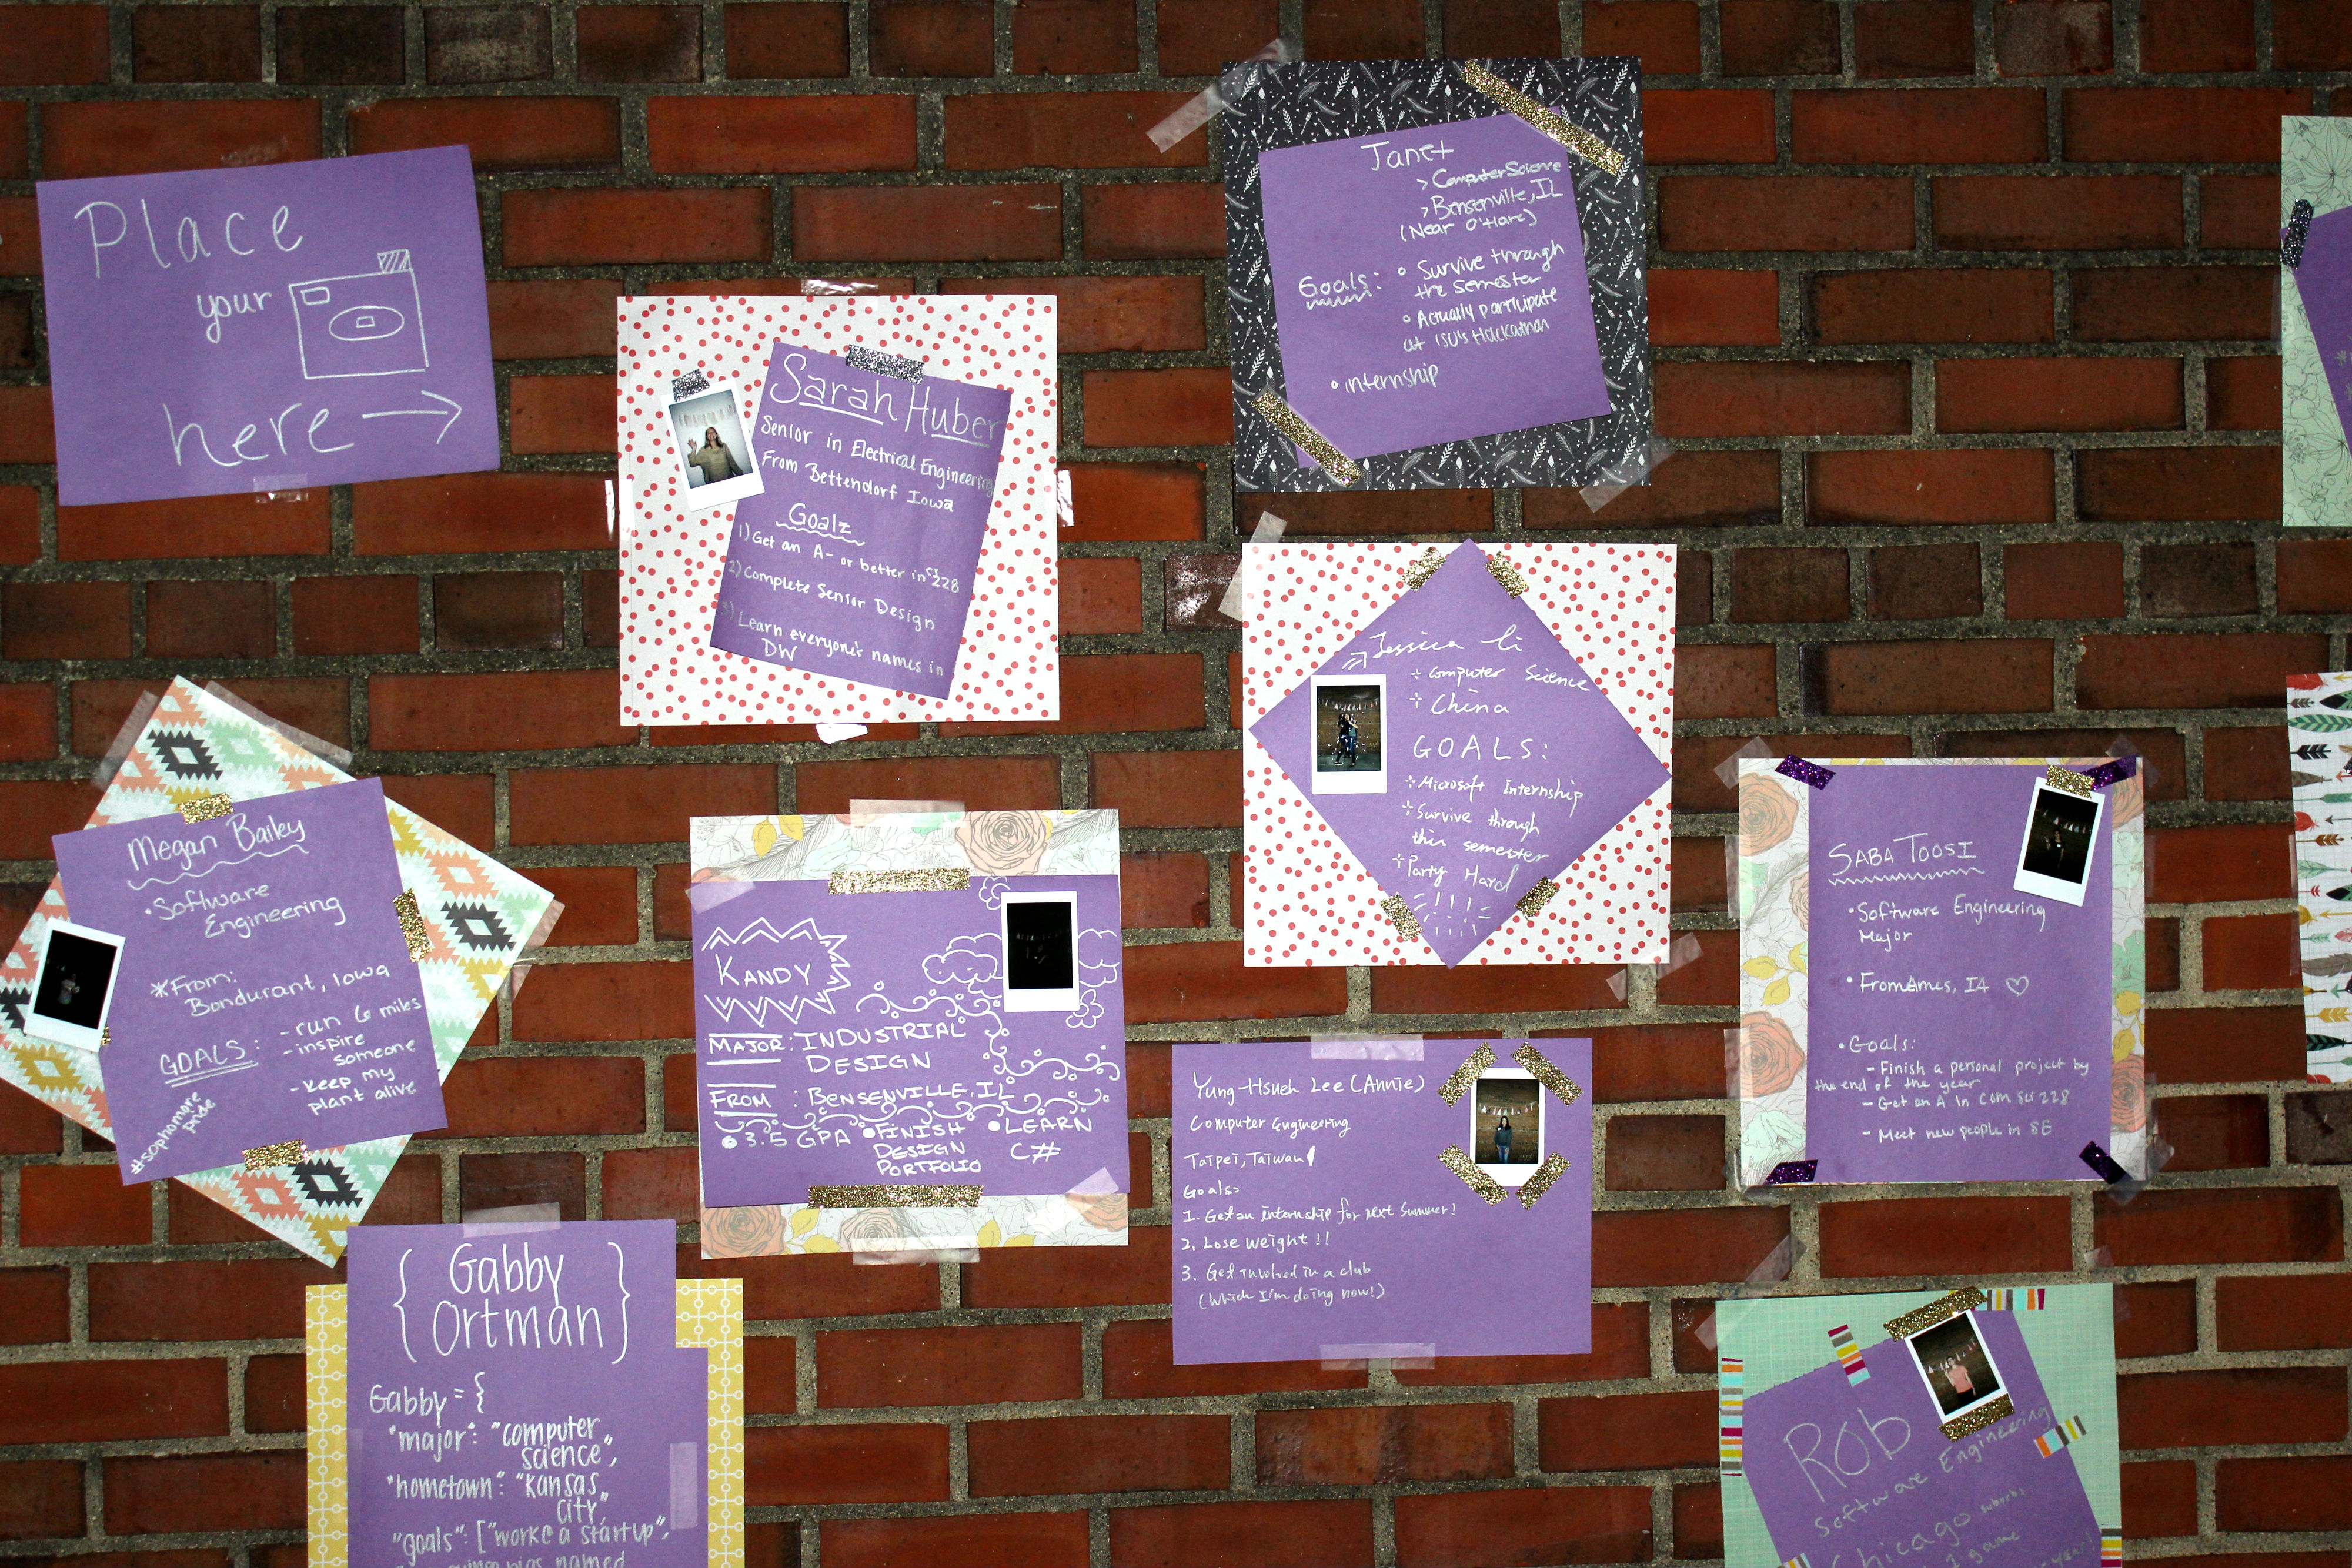 Place
your
here →
Janet
> Computer Science
> Bensenville, IL
(Near O'Hare)
Goals:
° Survive through
the semester
° Actually participate
at ISU's Hackathon
° internship
Sarah Huber
Senior in Electrical Engineering
From Bettendorf Iowa
Goalz
1) Get an A- or better in CS 228
2) Complete Senior Design
3) Learn everyone's names in
DW
Jessica Li
Computer Science
China
GOALS:
Microsoft Internship
Survive through
this semester
Party Hard
Megan Bailey
• Software
Engineering
*From:
Bondurant, Iowa
GOALS:
- run 6 miles
- inspire
someone
- keep my
plant alive
#sophomore
pride
KANDY
MAJOR: INDUSTRIAL
DESIGN
FROM: BENSENVILLE, IL
• 3.5 GPA
• FINISH
DESIGN
PORTFOLIO
• LEARN
C#
SABA TOOSI
• Software Engineering
Major
• From Ames, IA ♡
• Goals:
- Finish a personal project by
the end of the year
- Get an A in Com Sci 228
- Meet new people in SE
Yung-Hsueh Lee (Annie)
Computer Engineering
Taipei, Taiwan
Goals:
1. Get an internship for next summer!
2. Lose weight!!
3. Get involved in a club
(Which I'm doing now!)
{Gabby
Ortman}
Gabby = {
"major": "computer
science",
"hometown": "Kansas
City",
"goals": ["work @ a startup",
named
Rob
Software Engineering
Chicago suburbs
1 game